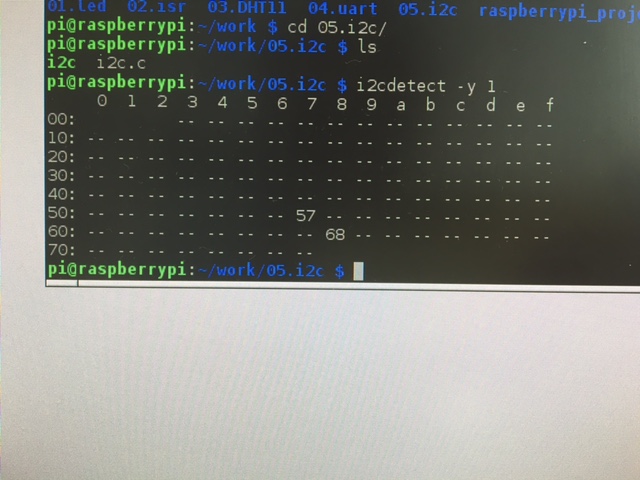 01.led 02.isr 03.DHT11 04.uart 05.i2c raspberrypi_proje
pi@raspberrypi:~/work $ cd 05.i2c/
pi@raspberrypi:~/work/05.i2c $ ls
i2c i2c.c
pi@raspberrypi:~/work/05.i2c $ i2cdetect -y 1
     0  1  2  3  4  5  6  7  8  9  a  b  c  d  e  f
00:          -- -- -- -- -- -- -- -- -- -- -- -- --
10: -- -- -- -- -- -- -- -- -- -- -- -- -- -- -- --
20: -- -- -- -- -- -- -- -- -- -- -- -- -- -- -- --
30: -- -- -- -- -- -- -- -- -- -- -- -- -- -- -- --
40: -- -- -- -- -- -- -- -- -- -- -- -- -- -- -- --
50: -- -- -- -- -- -- -- 57 -- -- -- -- -- -- -- --
60: -- -- -- -- -- -- -- -- 68 -- -- -- -- -- -- --
70: -- -- -- -- -- -- -- --
pi@raspberrypi:~/work/05.i2c $